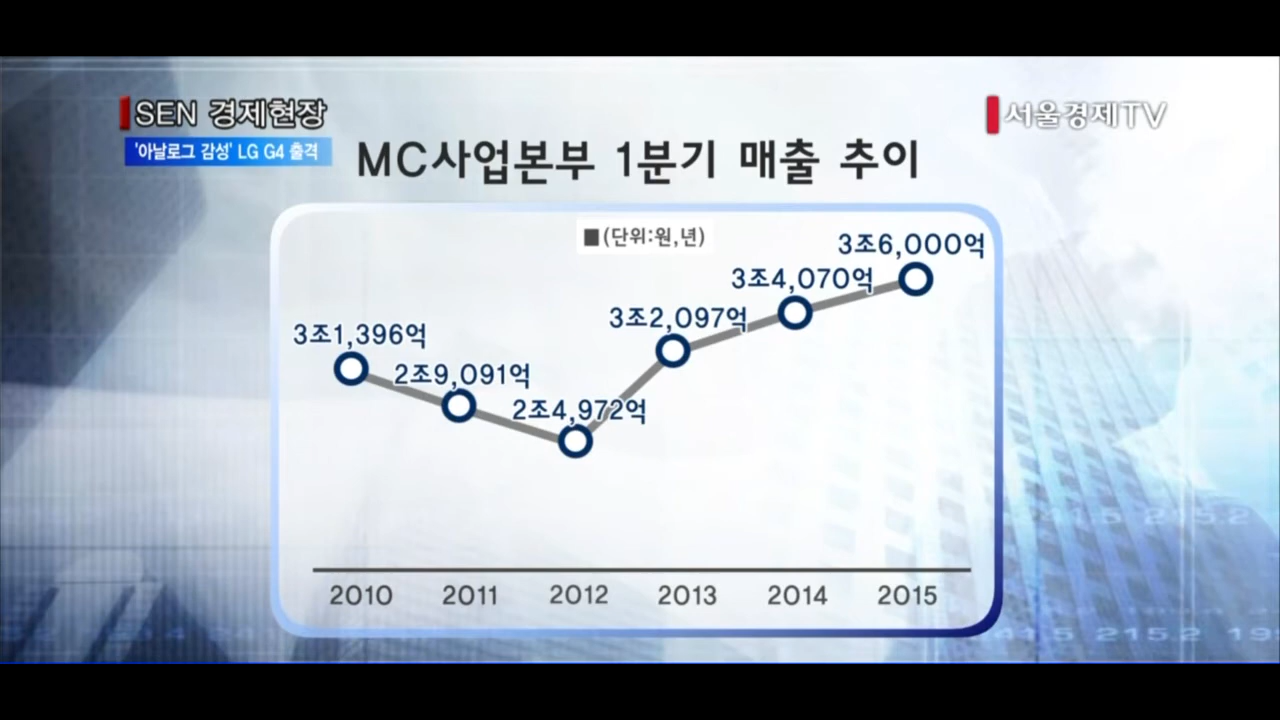 SEN 경제현장
'아날로그 감성' LG G4 출격
서울경제TV
MC사업본부 1분기 매출 추이
■(단위:원,년)
3조1,396억
2조9,091억
2조4,972억
3조2,097억
3조4,070억
3조6,000억
2010 2011 2012 2013 2014 2015
215.2
215.2